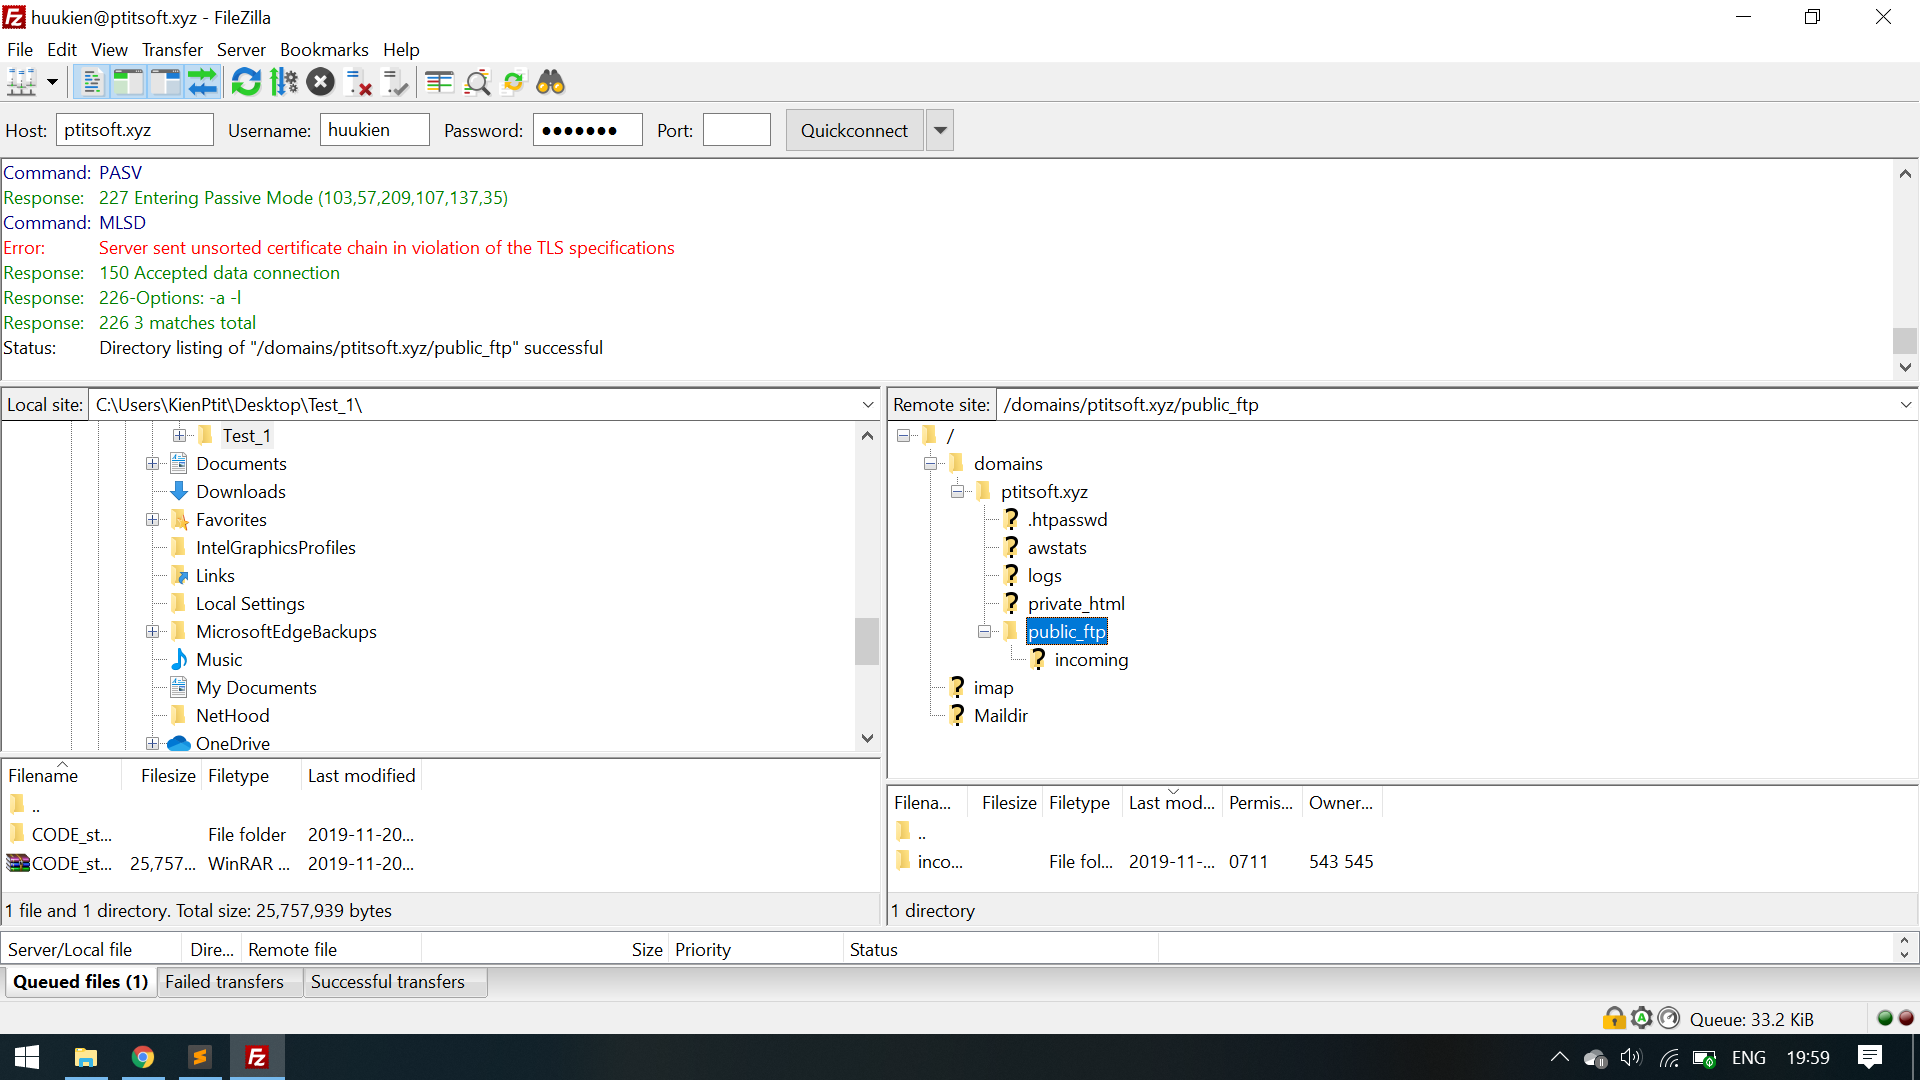 huukien@ptitsoft.xyz - FileZilla
File Edit View Transfer Server Bookmarks Help
Host: ptitsoft.xyz Username: huukien Password: ●●●●●●● Port: Quickconnect
Command: PASV
Response: 227 Entering Passive Mode (103,57,209,107,137,35)
Command: MLSD
Error: Server sent unsorted certificate chain in violation of the TLS specifications
Response: 150 Accepted data connection
Response: 226-Options: -a -l
Response: 226 3 matches total
Status: Directory listing of "/domains/ptitsoft.xyz/public_ftp" successful
Local site: C:\Users\KienPtit\Desktop\Test_1\
Test_1
Documents
Downloads
Favorites
IntelGraphicsProfiles
Links
Local Settings
MicrosoftEdgeBackups
Music
My Documents
NetHood
OneDrive
Filename Filesize Filetype Last modified
..
CODE_st... File folder 2019-11-20...
CODE_st... 25,757... WinRAR ... 2019-11-20...
1 file and 1 directory. Total size: 25,757,939 bytes
Remote site: /domains/ptitsoft.xyz/public_ftp
/
domains
ptitsoft.xyz
.htpasswd
awstats
logs
private_html
public_ftp
incoming
imap
Maildir
Filena... Filesize Filetype Last mod... Permis... Owner...
..
inco... File fol... 2019-11-... 0711 543 545
1 directory
Server/Local file Dire... Remote file Size Priority Status
Queued files (1) Failed transfers Successful transfers
Queue: 33.2 KiB
ENG 19:59